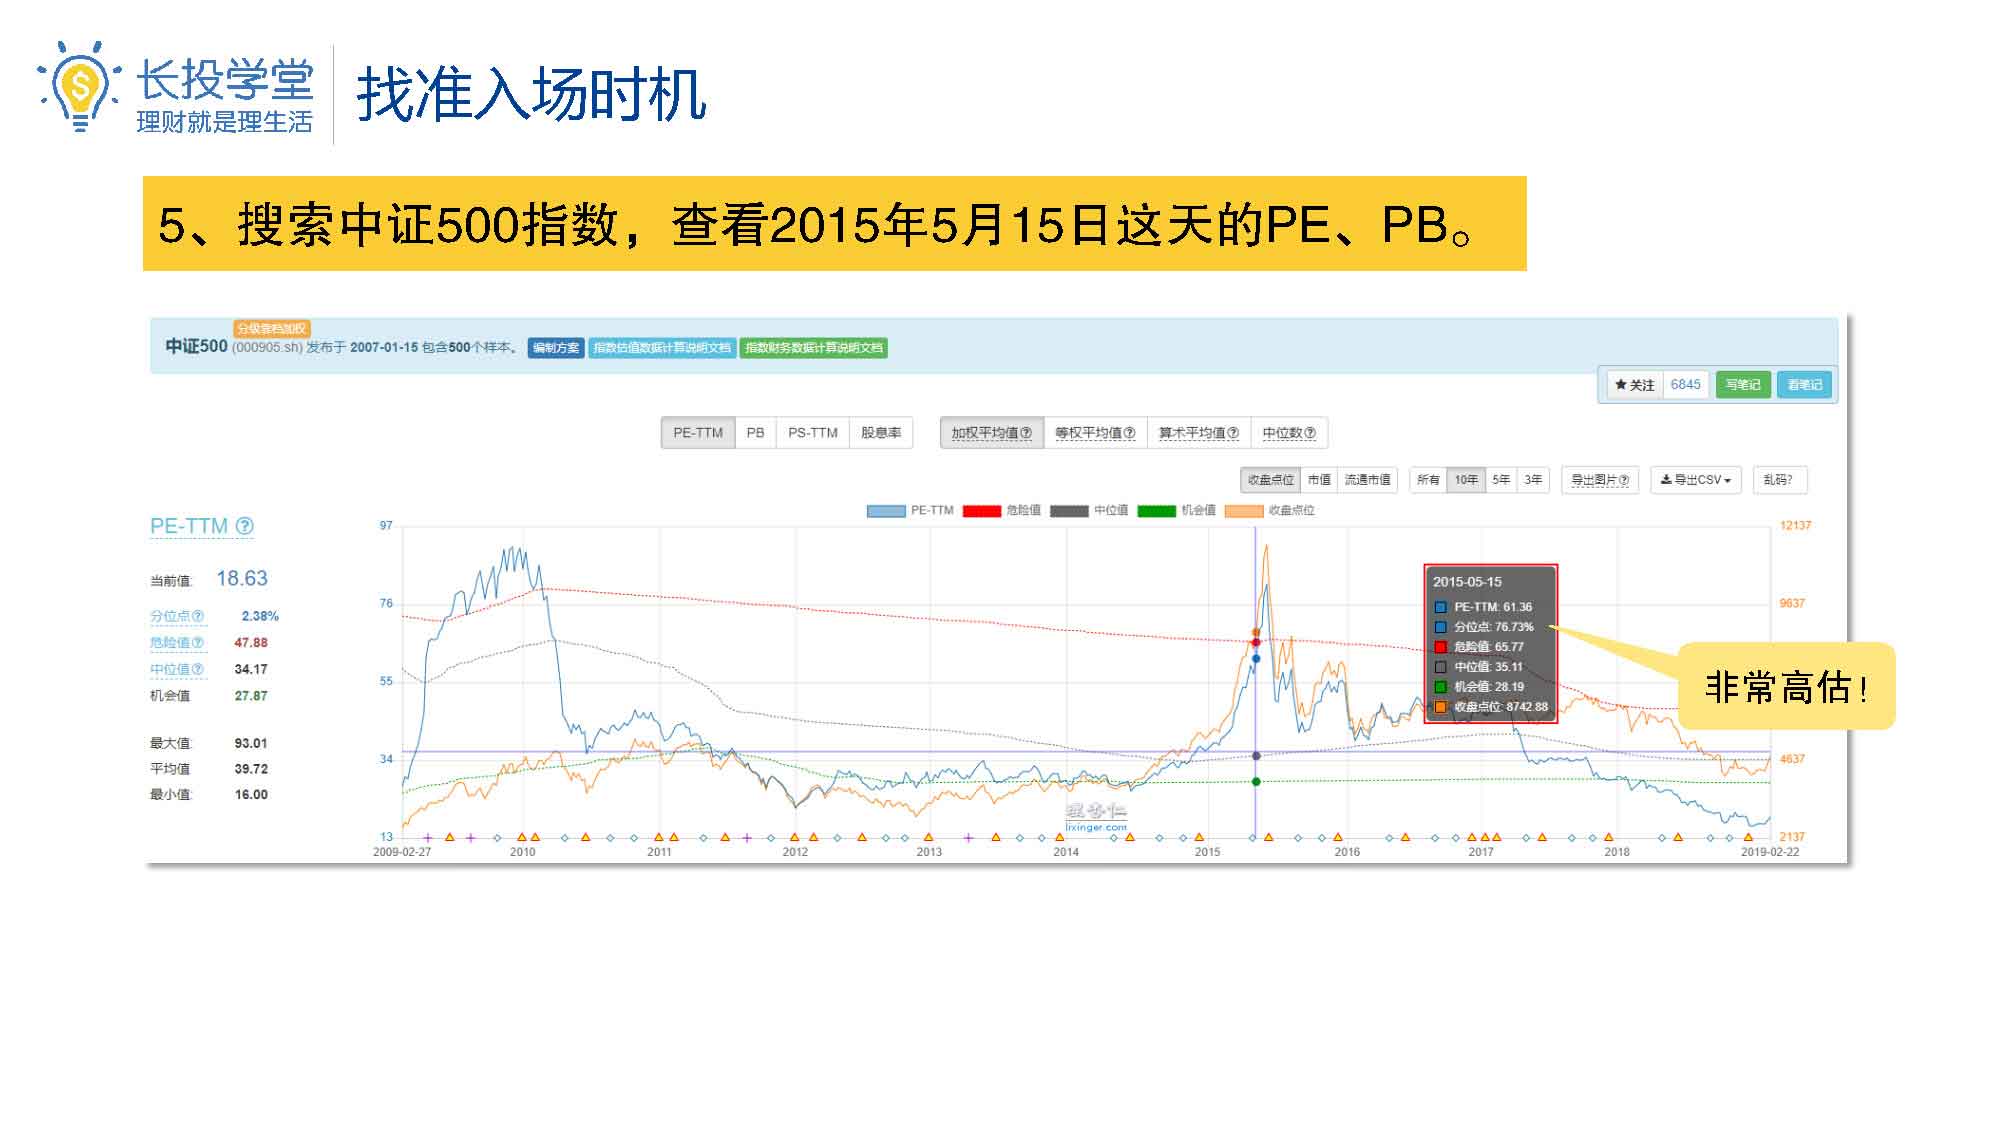 长投学堂
理财就是理生活
找准入场时机
5、搜索中证500指数，查看2015年5月15日这天的PE、PB。
分级靠档加权
中证500 (000905.sh) 发布于 2007-01-15 包含500个样本。 编制方案 指数估值数据计算说明文档 指数财务数据计算说明文档
★ 关注 6845 写笔记 看笔记
PE-TTM PB PS-TTM 股息率 加权平均值 等权平均值 算术平均值 中位数
收盘点位 市值 流通市值 所有 10年 5年 3年 导出图片 导出CSV 乱码?
PE-TTM 危险值 中位值 机会值 收盘点位
PE-TTM
当前值: 18.63
分位点 2.38%
危险值 47.88
中位值 34.17
机会值 27.87
最大值: 93.01
平均值 39.72
最小值: 16.00
97
76
55
34
13
12137
9637
4637
2137
2015-05-15
PE-TTM: 61.36
分位点: 76.73%
危险值: 65.77
中位值: 35.11
机会值: 28.19
收盘点位: 8742.88
非常高估！
理杏仁
lixinger.com
2009-02-27 2010 2011 2012 2013 2014 2015 2016 2017 2018 2019-02-22